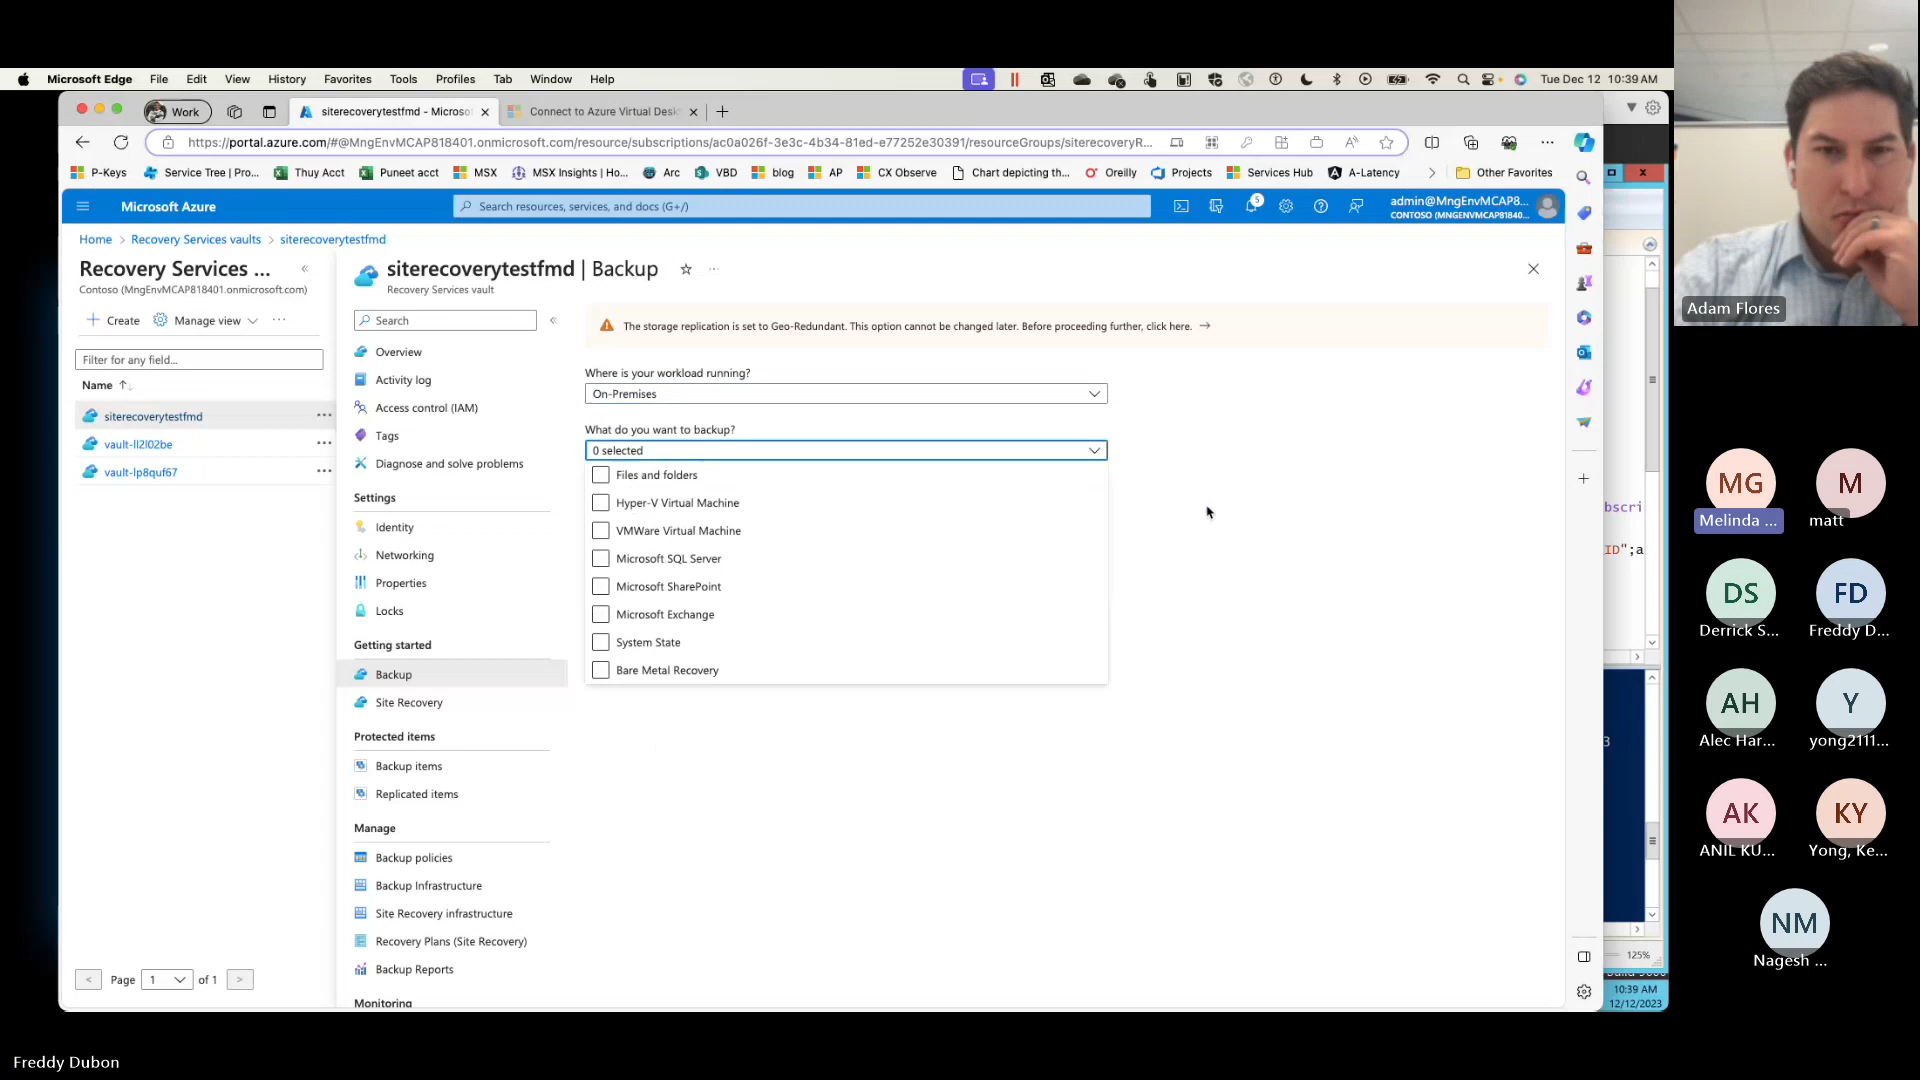 Microsoft Edge File Edit View History Favorites Tools Profiles Tab Window Help Tue Dec 12 10:39 AM
Work siterecoverytestfmd - Microso Connect to Azure Virtual Desk
https://portal.azure.com/#@MngEnvMCAP818401.onmicrosoft.com/resource/subscriptions/ac0a026f-3e3c-4b34-81ed-e77252e30391/resourceGroups/siterecoveryR...
P-Keys Service Tree | Pro... Thuy Acct Puneet acct MSX MSX Insights | Ho... Arc VBD blog AP CX Observe Chart depicting th... Oreilly Projects Services Hub A-Latency Other Favorites
Microsoft Azure Search resources, services, and docs (G+/) 5 admin@MngEnvMCAP8...
CONTOSO (MNGENVMCAP81840...
Home > Recovery Services vaults > siterecoverytestfmd
Recovery Services ...
Contoso (MngEnvMCAP818401.onmicrosoft.com)
Create Manage view ...
Filter for any field...
Name
siterecoverytestfmd
vault-ll2l02be
vault-lp8quf67
< Page 1 of 1 >
siterecoverytestfmd | Backup
Recovery Services vault
Search
Overview
Activity log
Access control (IAM)
Tags
Diagnose and solve problems
Settings
Identity
Networking
Properties
Locks
Getting started
Backup
Site Recovery
Protected items
Backup items
Replicated items
Manage
Backup policies
Backup Infrastructure
Site Recovery infrastructure
Recovery Plans (Site Recovery)
Backup Reports
Monitoring
The storage replication is set to Geo-Redundant. This option cannot be changed later. Before proceeding further, click here. →
Where is your workload running?
On-Premises
What do you want to backup?
0 selected
Files and folders
Hyper-V Virtual Machine
VMWare Virtual Machine
Microsoft SQL Server
Microsoft SharePoint
Microsoft Exchange
System State
Bare Metal Recovery
bscri
ID";a
3
125%
10:39 AM
12/12/2023
Adam Flores
MG
Melinda ...
M
matt
DS
Derrick S...
FD
Freddy D...
AH
Alec Har...
Y
yong2111...
AK
ANIL KU...
KY
Yong, Ke...
NM
Nagesh ...
Freddy Dubon